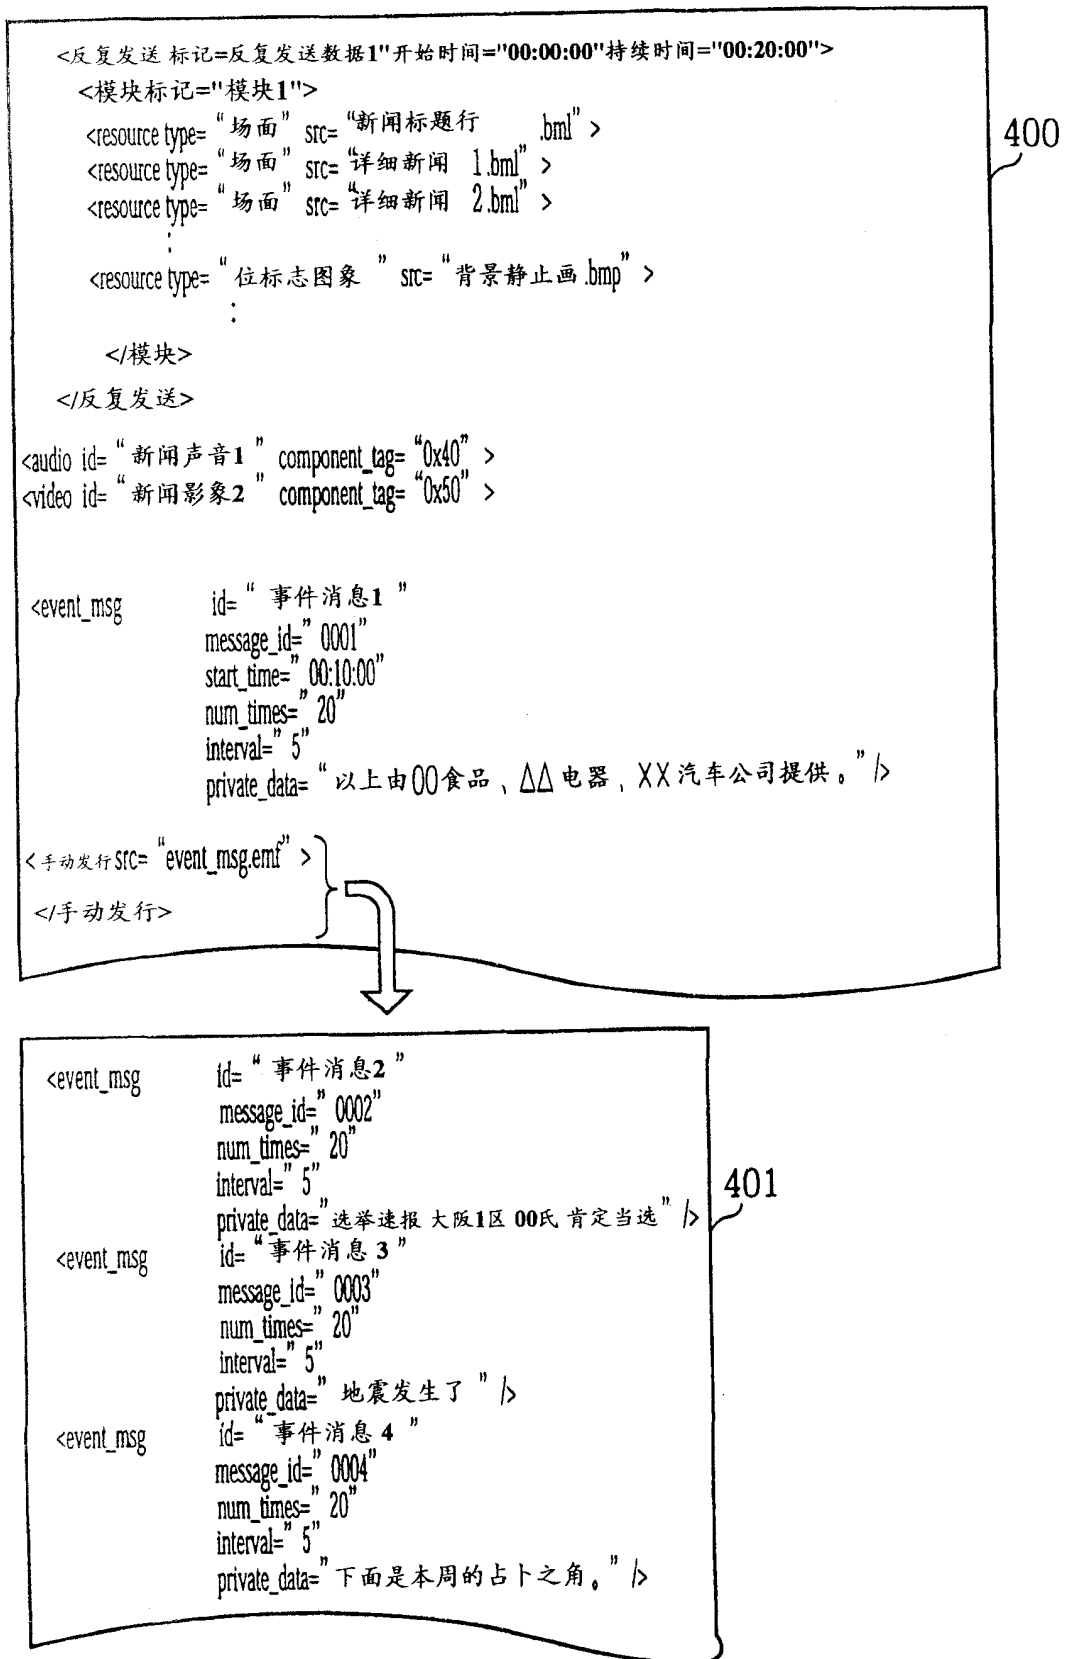 <反复发送 标记=反复发送数据1"开始时间="00:00:00"持续时间="00:20:00">
<模块标记="模块1">
<resource type= “场面” src= “新闻标题行 .bml” >
400
<resource type= “场面” src= “详细新闻 1.bml” >
<resource type= “场面” src= “详细新闻 2.bml” >
:
<resource type= “位标志图象 ” src= “背景静止画.bmp” >
:
</模块>
</反复发送>
<audio id= “新闻声音1 ” component_tag= “0x40” >
<video id= “新闻影象2 ” component_tag= “0x50” >
<event_msg id= “ 事件消息1 ”
message_id=” 0001”
start_time=” 00:10:00”
num_times=” 20”
interval=” 5”
private_data= “以上由OO食品、△△电器, XX汽车公司提供。” />
<手动发行 src= “event_msg.emf” >
</手动发行>
<event_msg id= “ 事件消息2 ”
message_id=” 0002”
num_times=” 20”
interval=” 5”
401
private_data=”选举速报 大阪1区 00氏 肯定当选” />
<event_msg id= “事件消息 3 ”
message_id=” 0003”
num_times=” 20”
interval=” 5”
private_data=” 地震发生了 ” />
<event_msg id= “事件消息 4 ”
message_id=” 0004”
num_times=” 20”
interval=” 5”
private_data=”下面是本周的占卜之角。” />